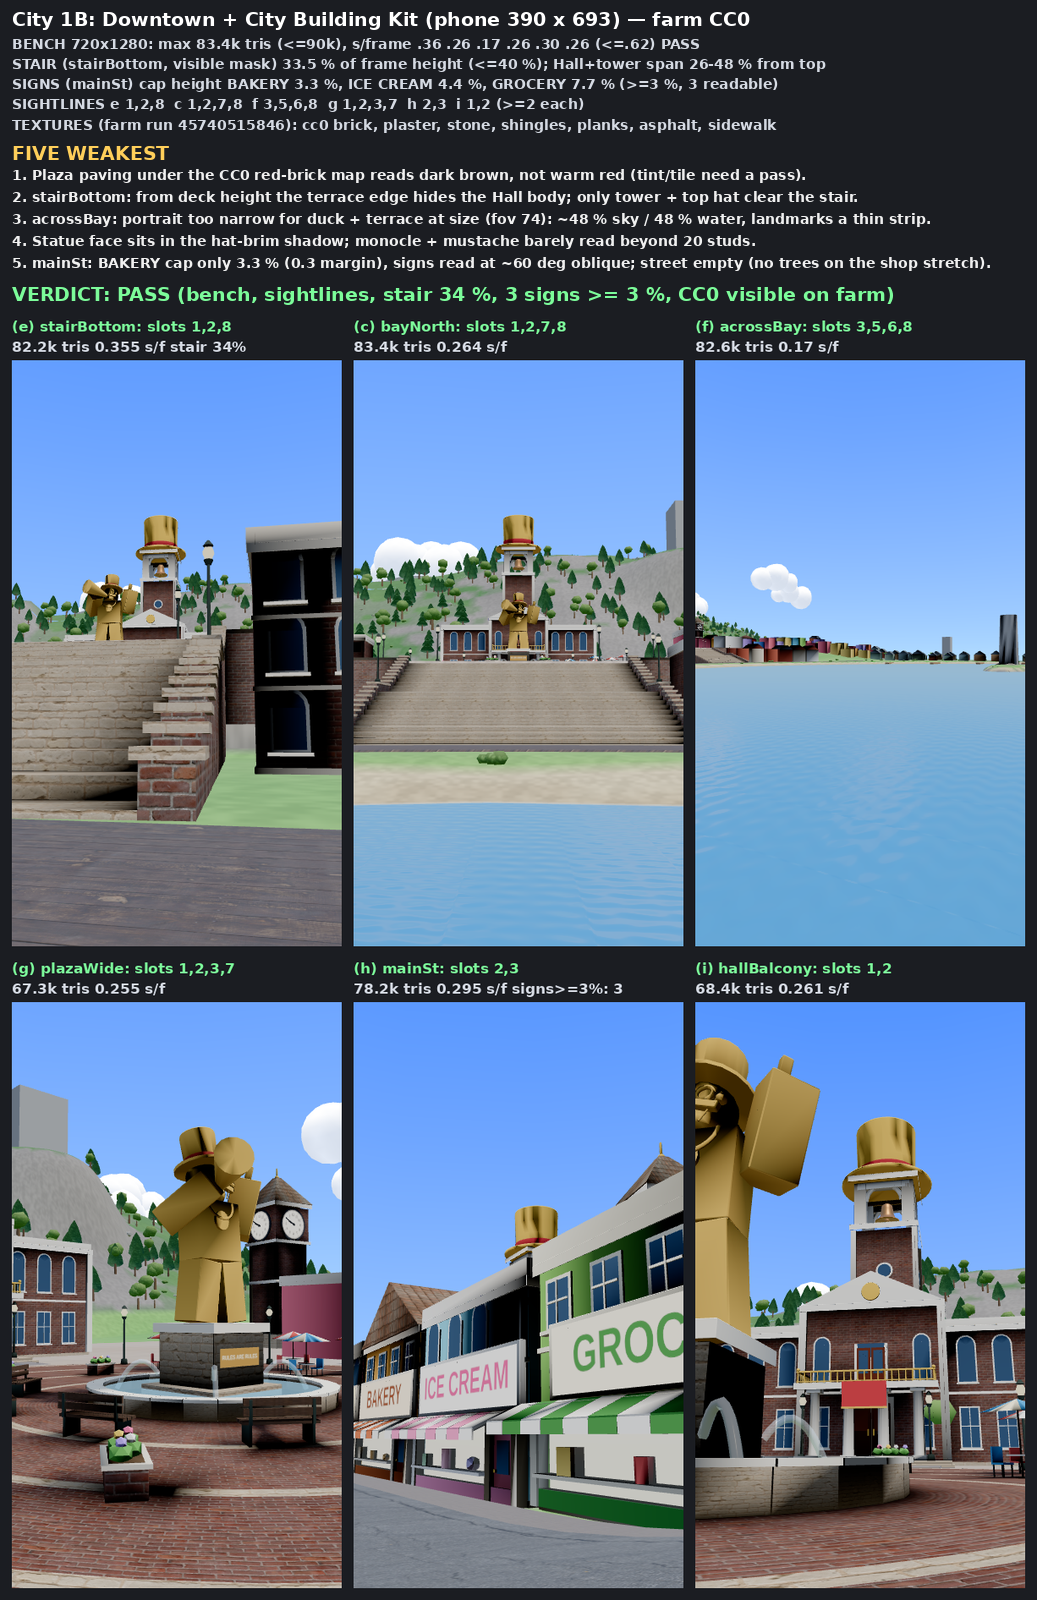 City 1B: Downtown + City Building Kit (phone 390 x 693) — farm CC0
BENCH 720x1280: max 83.4k tris (<=90k), s/frame .36 .26 .17 .26 .30 .26 (<=.62) PASS
STAIR (stairBottom, visible mask) 33.5 % of frame height (<=40 %); Hall+tower span 26-48 % from top
SIGNS (mainSt) cap height BAKERY 3.3 %, ICE CREAM 4.4 %, GROCERY 7.7 % (>=3 %, 3 readable)
SIGHTLINES e 1,2,8  c 1,2,7,8  f 3,5,6,8  g 1,2,3,7  h 2,3  i 1,2 (>=2 each)
TEXTURES (farm run 45740515846): cc0 brick, plaster, stone, shingles, planks, asphalt, sidewalk
FIVE WEAKEST
1. Plaza paving under the CC0 red-brick map reads dark brown, not warm red (tint/tile need a pass).
2. stairBottom: from deck height the terrace edge hides the Hall body; only tower + top hat clear the stair.
3. acrossBay: portrait too narrow for duck + terrace at size (fov 74): ~48 % sky / 48 % water, landmarks a thin strip.
4. Statue face sits in the hat-brim shadow; monocle + mustache barely read beyond 20 studs.
5. mainSt: BAKERY cap only 3.3 % (0.3 margin), signs read at ~60 deg oblique; street empty (no trees on the shop stretch).
VERDICT: PASS (bench, sightlines, stair 34 %, 3 signs >= 3 %, CC0 visible on farm)
(e) stairBottom: slots 1,2,8
82.2k tris 0.355 s/f stair 34%
(c) bayNorth: slots 1,2,7,8
83.4k tris 0.264 s/f
(f) acrossBay: slots 3,5,6,8
82.6k tris 0.17 s/f
(g) plazaWide: slots 1,2,3,7
67.3k tris 0.255 s/f
(h) mainSt: slots 2,3
78.2k tris 0.295 s/f signs>=3%: 3
(i) hallBalcony: slots 1,2
68.4k tris 0.261 s/f
RULES ARE RULES
BAKERY
ICE CREAM
GROC